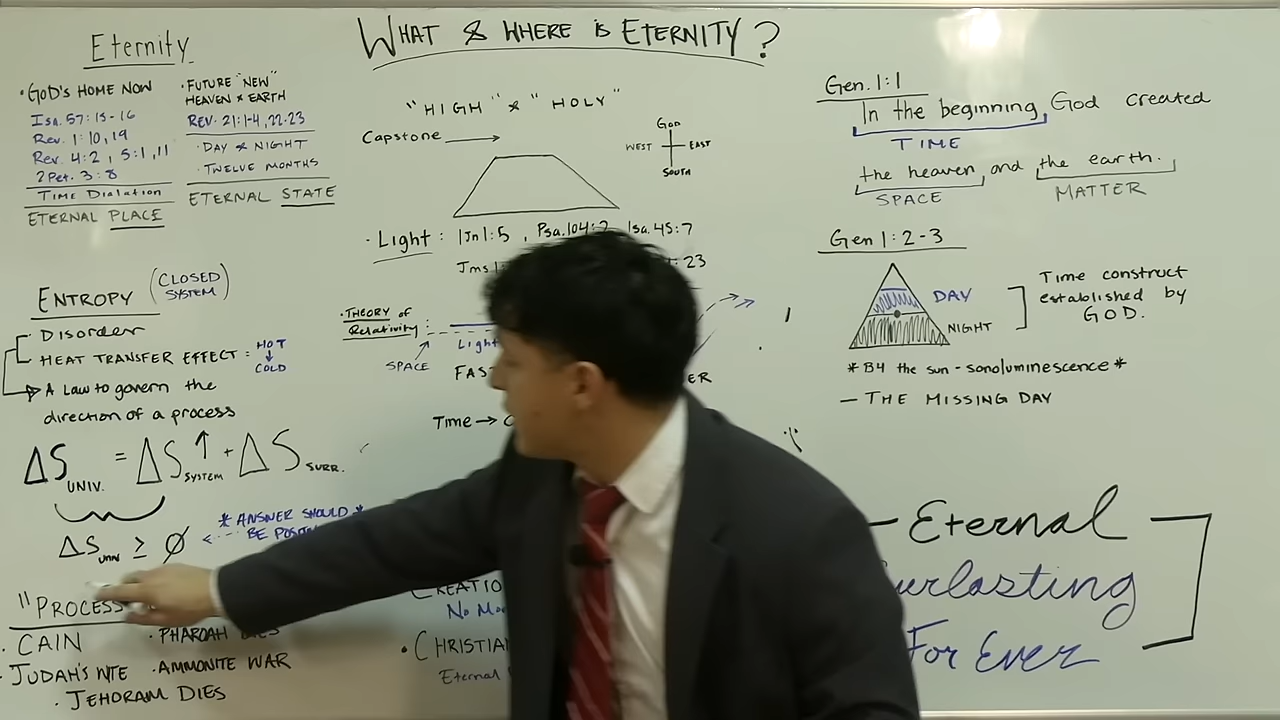 WHAT & WHERE IS ETERNITY?
Eternity
• GOD'S HOME NOW
Isa. 57:15-16
Rev. 1:10, 19
Rev. 4:2, 5:1, 11
2 Pet. 3:8
TIME Dialation
ETERNAL PLACE
• FUTURE "NEW"
HEAVEN & EARTH
REV. 21:1-4, 22-23
• DAY & NIGHT
• TWELVE MONTHS
ETERNAL STATE
ENTROPY (CLOSED
SYSTEM)
• Disorder
• HEAT TRANSFER EFFECT: HOT
COLD
A law to govern the
direction of a process
ΔS UNIV. = ΔS SYSTEM ↑ + ΔS SURR.
ΔS UNIV ≥ Ø
* ANSWER SHOULD *
BE
"PROCESS
• CAIN
• JUDAH'S WIFE
• JEHORAM DIES
• PHAROAH DIES
• AMMONITE WAR
"HIGH" & "HOLY"
Capstone →
GOD
WEST EAST
SOUTH
• Light: 1Jn 1:5, Psa. 104:2 Isa. 45:7
Jms 23
• THEORY of
Relativity:
SPACE
Light
Time →
• CHRISTIAN
Eternal
Gen. 1:1
In the beginning, God created
TIME
the heaven, and the earth.
SPACE MATTER
Gen 1:2-3
DAY
NIGHT
Time construct
established by
GOD.
* B4 the sun - sonoluminescence *
— THE MISSING DAY
— Eternal
verlasting
For Ever